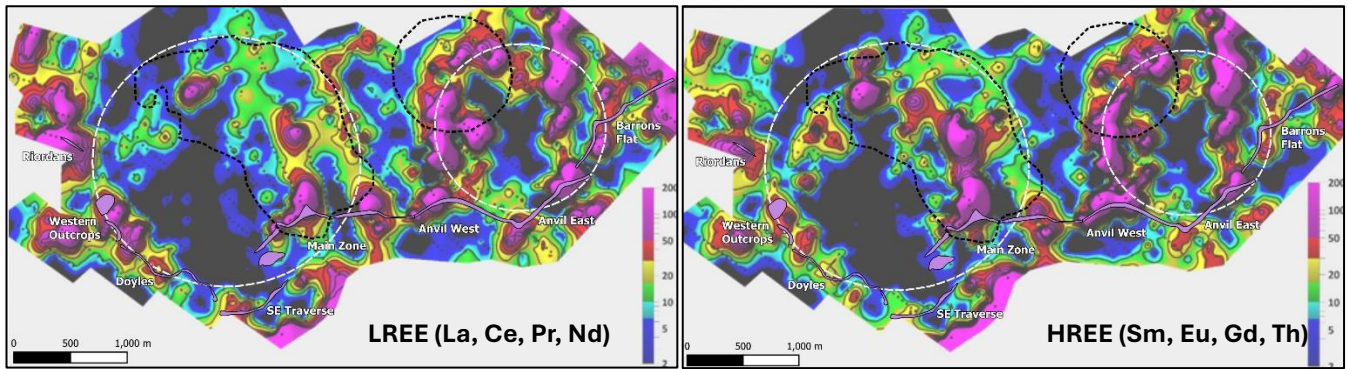 Riordans
Western
Outcrops
Doyles
SE Traverse
Main Zone
Anvil West
Anvil East
Barrons
Flat
200
100
50
20
10
5
2
0 500 1,000 m
LREE (La, Ce, Pr, Nd)
Riordans
Western
Outcrops
Doyles
SE Traverse
Main Zone
Anvil West
Anvil East
Barrons
Flat
200
100
50
20
10
5
2
0 500 1,000 m
HREE (Sm, Eu, Gd, Th)